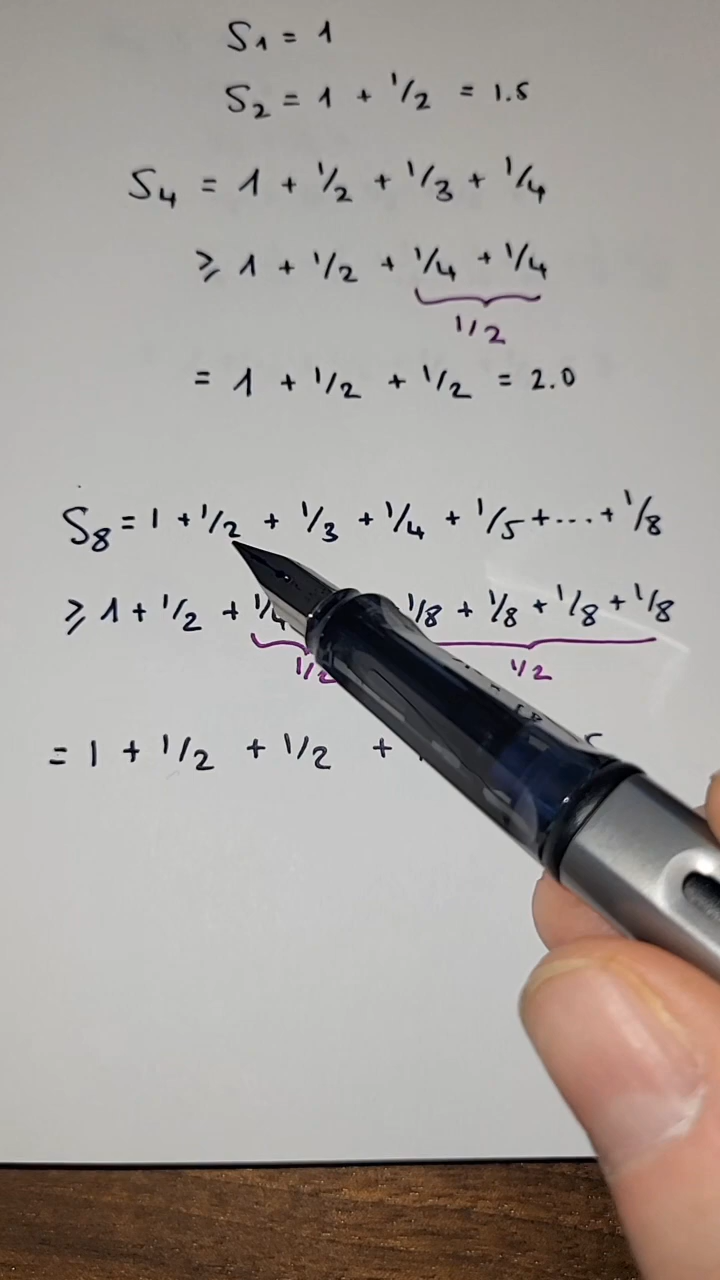 S₁ = 1
S₂ = 1 + 1/2 = 1.5
S₄ = 1 + 1/2 + 1/3 + 1/4
≥ 1 + 1/2 + 1/4 + 1/4
1/2
= 1 + 1/2 + 1/2 = 2.0
S₈ = 1 + 1/2 + 1/3 + 1/4 + 1/5 + ... + 1/8
≥ 1 + 1/2 + 1/8 + 1/8 + 1/8 + 1/8
1/2 1/2
= 1 + 1/2 + 1/2 +